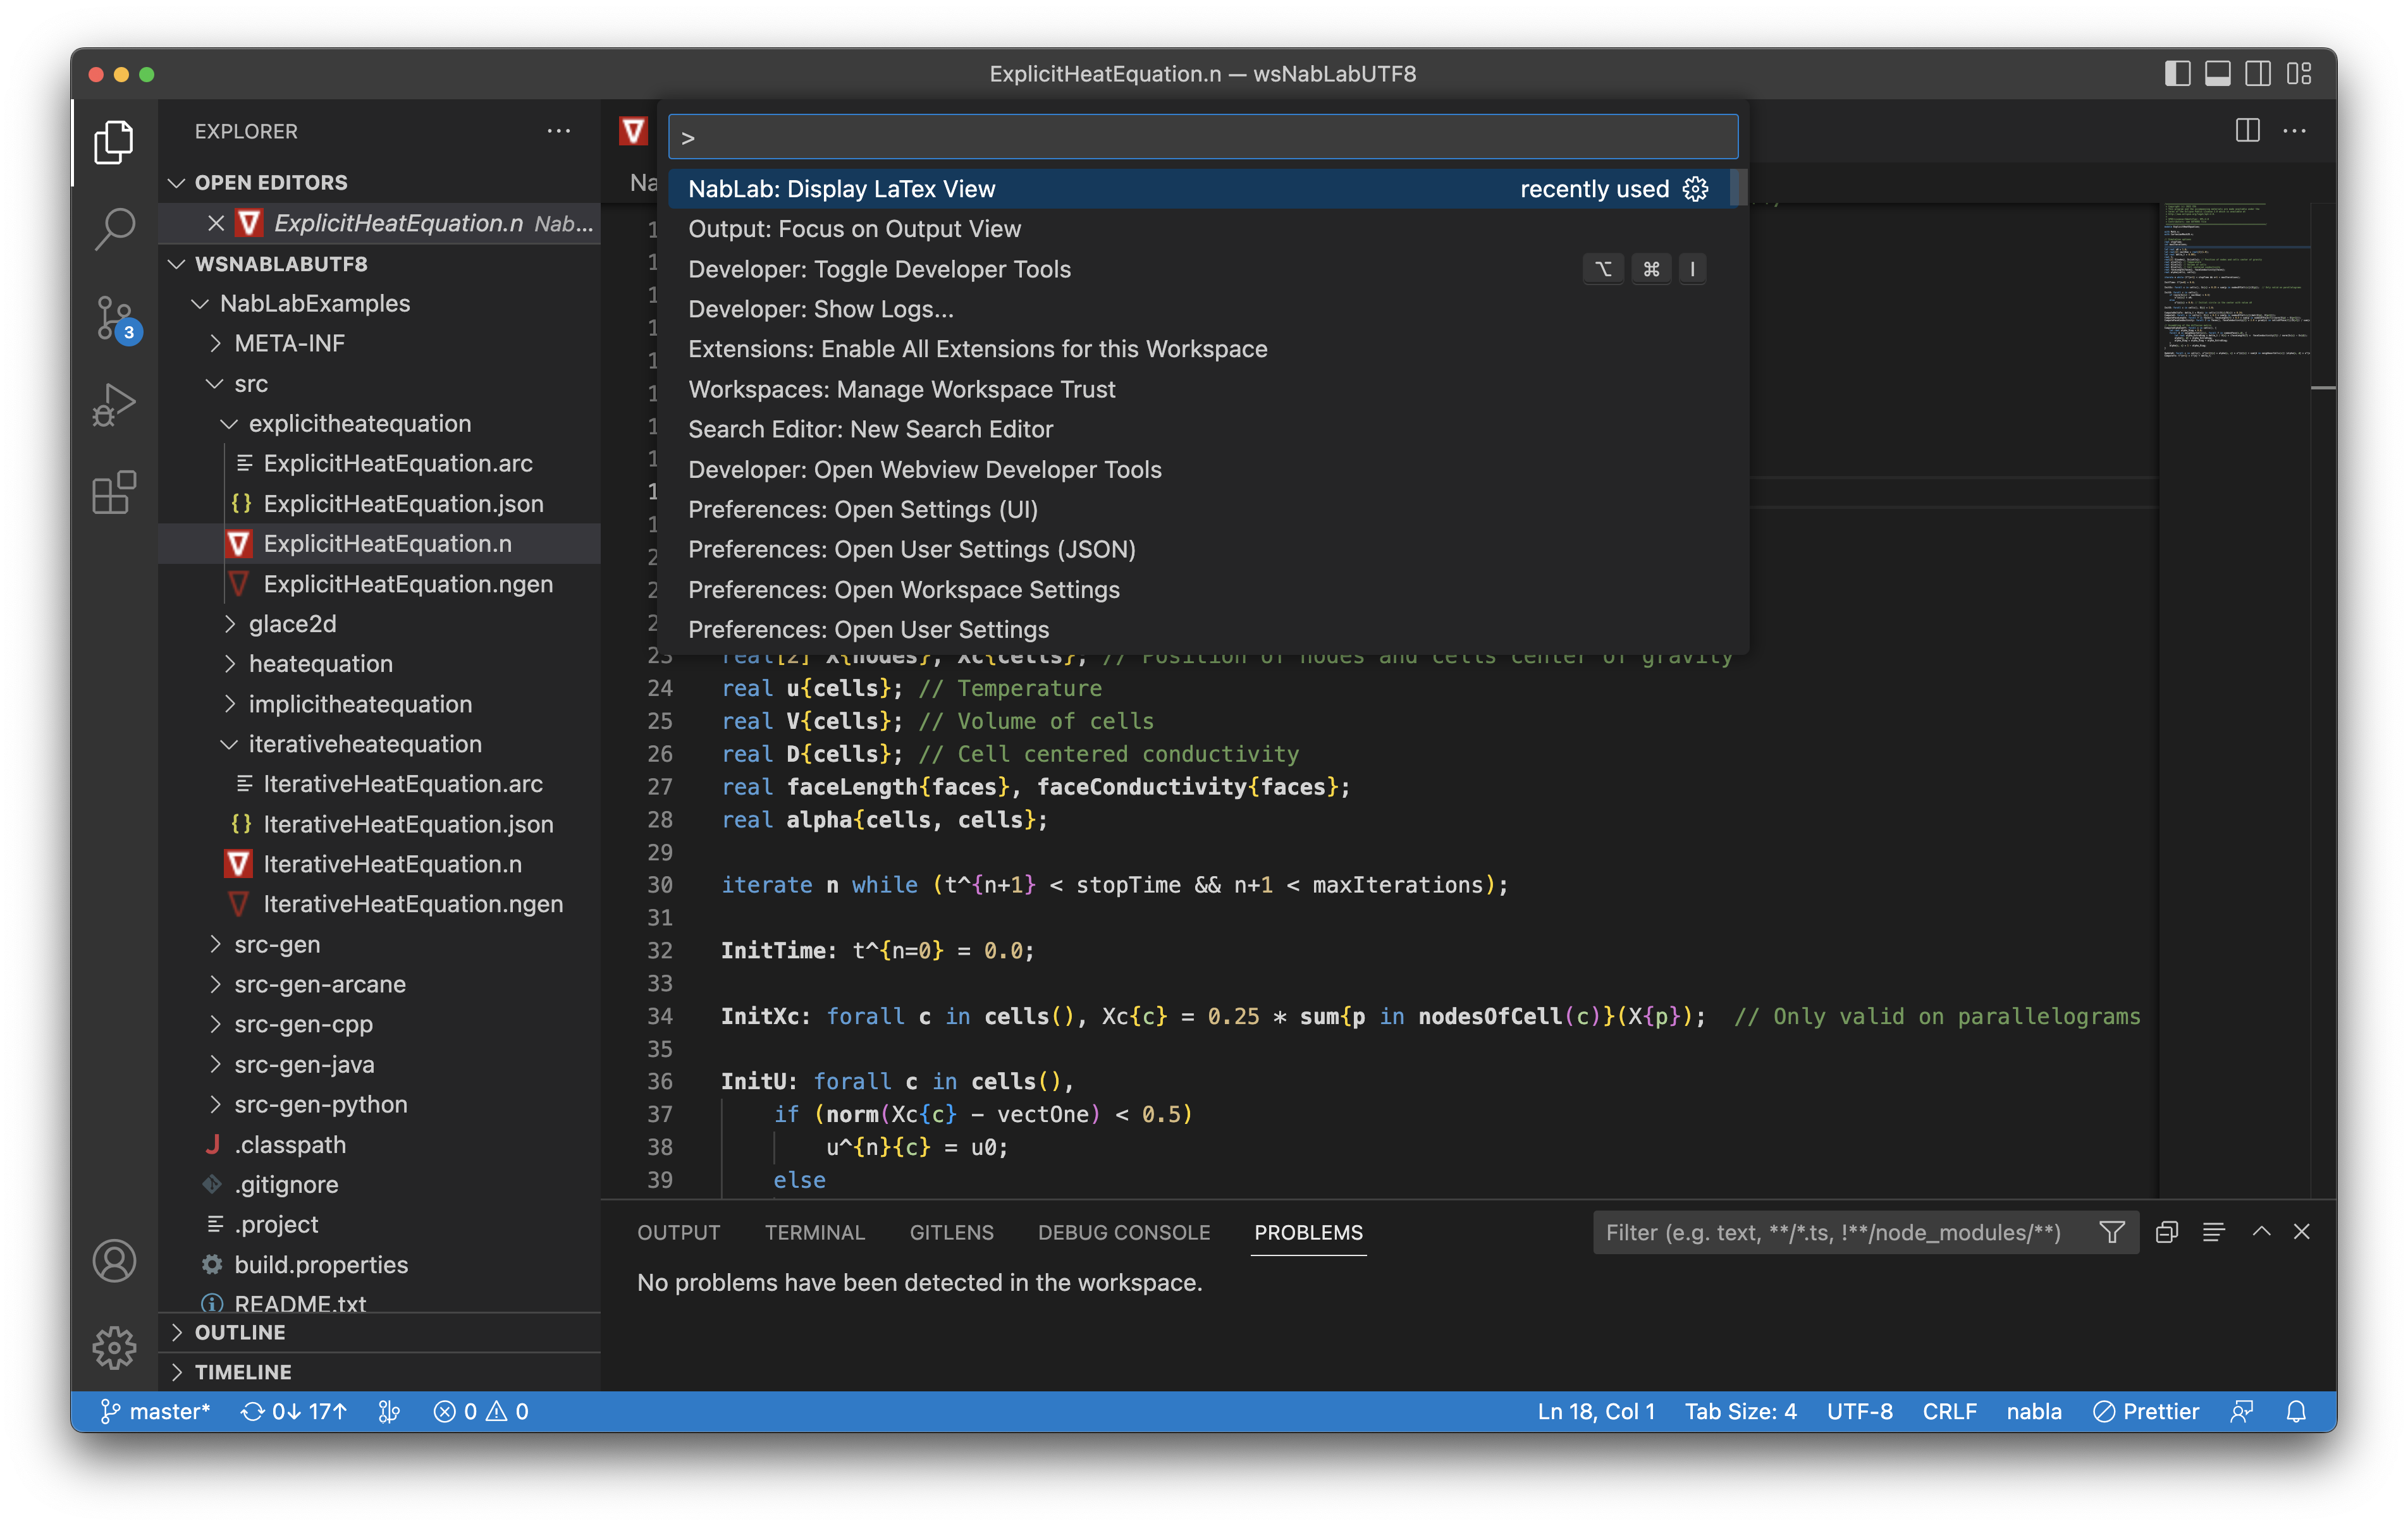 ExplicitHeatEquation.n — wsNabLabUTF8
EXPLORER
OPEN EDITORS
ExplicitHeatEquation.n Nab...
WSNABLABUTF8
NabLabExamples
META-INF
src
explicitheatequation
ExplicitHeatEquation.arc
ExplicitHeatEquation.json
ExplicitHeatEquation.n
ExplicitHeatEquation.ngen
glace2d
heatequation
implicitheatequation
iterativeheatequation
IterativeHeatEquation.arc
IterativeHeatEquation.json
IterativeHeatEquation.n
IterativeHeatEquation.ngen
src-gen
src-gen-arcane
src-gen-cpp
src-gen-java
src-gen-python
.classpath
.gitignore
.project
build.properties
README.txt
OUTLINE
TIMELINE
3
>
NabLab: Display LaTex View recently used
Output: Focus on Output View
Developer: Toggle Developer Tools ⌥ ⌘ I
Developer: Show Logs...
Extensions: Enable All Extensions for this Workspace
Workspaces: Manage Workspace Trust
Search Editor: New Search Editor
Developer: Open Webview Developer Tools
Preferences: Open Settings (UI)
Preferences: Open User Settings (JSON)
Preferences: Open Workspace Settings
Preferences: Open User Settings
23 real[2] X{nodes}, Xc{cells}; // Position of nodes and cells center of gravity
24 real u{cells}; // Temperature
25 real V{cells}; // Volume of cells
26 real D{cells}; // Cell centered conductivity
27 real faceLength{faces}, faceConductivity{faces};
28 real alpha{cells, cells};
29
30 iterate n while (t^{n+1} < stopTime && n+1 < maxIterations);
31
32 InitTime: t^{n=0} = 0.0;
33
34 InitXc: forall c in cells(), Xc{c} = 0.25 * sum{p in nodesOfCell(c)}(X{p}); // Only valid on parallelograms
35
36 InitU: forall c in cells(),
37 if (norm(Xc{c} - vectOne) < 0.5)
38 u^{n}{c} = u0;
39 else
OUTPUT TERMINAL GITLENS DEBUG CONSOLE PROBLEMS Filter (e.g. text, **/*.ts, !**/node_modules/**)
No problems have been detected in the workspace.
master* 0↓ 17↑ 0 0 Ln 18, Col 1 Tab Size: 4 UTF-8 CRLF nabla Prettier